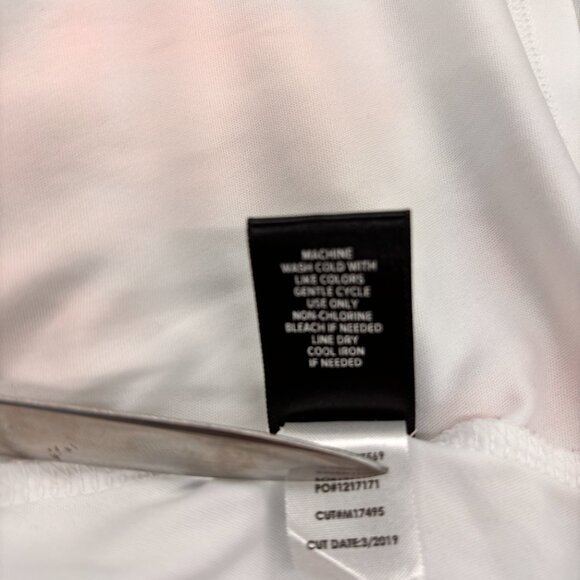 MACHINE
WASH COLD WITH
LIKE COLORS
GENTLE CYCLE
USE ONLY
NON-CHLORINE
BLEACH IF NEEDED
LINE DRY
COOL IRON
IF NEEDED
PO#1217171
CUT#M17495
CUT DATE:3/2019